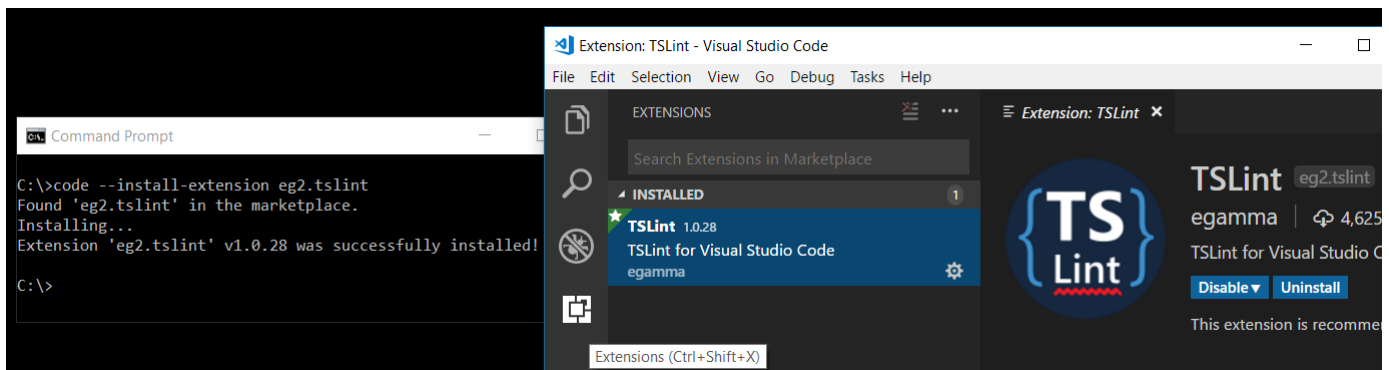 Command Prompt
C:\>code --install-extension eg2.tslint
Found 'eg2.tslint' in the marketplace.
Installing...
Extension 'eg2.tslint' v1.0.28 was successfully installed!
C:\>
Extension: TSLint - Visual Studio Code
File Edit Selection View Go Debug Tasks Help
EXTENSIONS
Search Extensions in Marketplace
INSTALLED 1
TSLint 1.0.28
TSLint for Visual Studio Code
egamma
Extensions (Ctrl+Shift+X)
Extension: TSLint
{TS}
Lint
TSLint eg2.tslint
egamma | 4,625
TSLint for Visual Studio C
Disable Uninstall
This extension is recomme